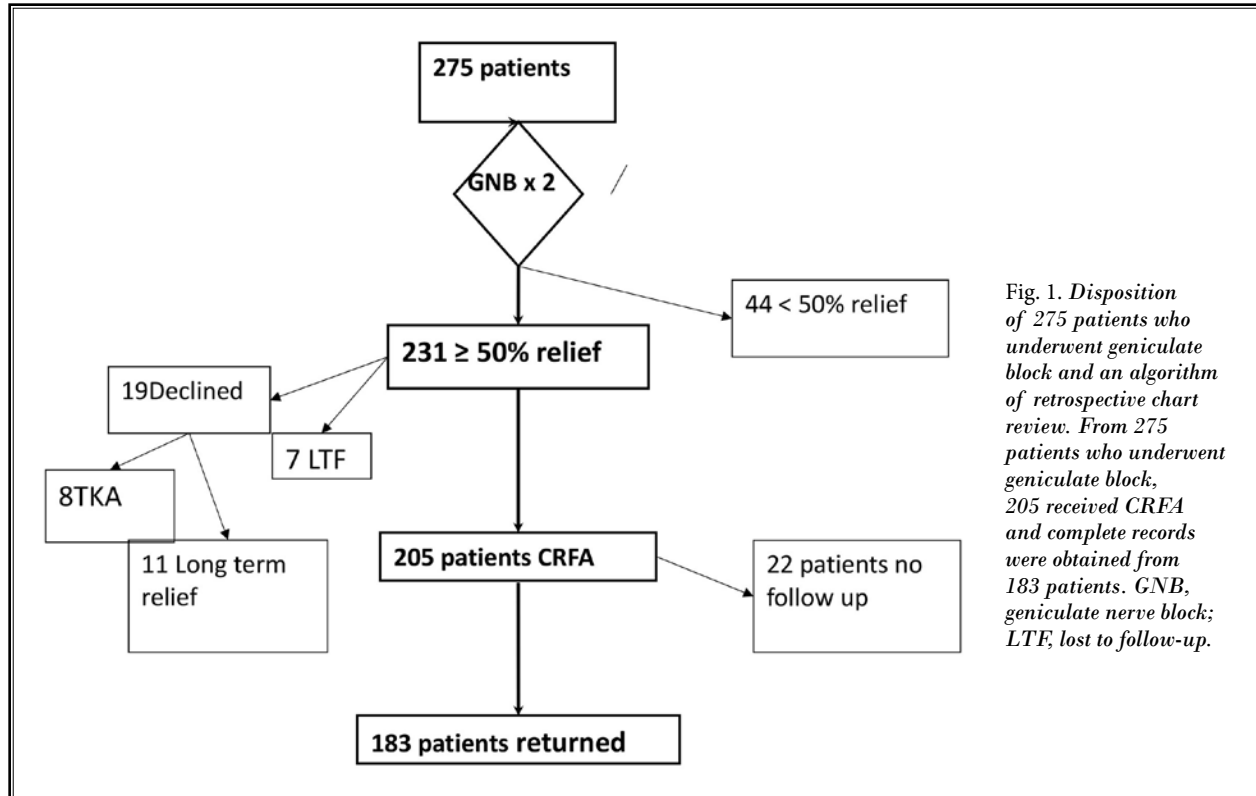 275 patients
GNB x 2
44 < 50% relief
231 ≥ 50% relief
19Declined
7 LTF
8TKA
11 Long term
relief
205 patients CRFA
22 patients no
follow up
183 patients returned
Fig. 1. Disposition
of 275 patients who
underwent geniculate
block and an algorithm
of retrospective chart
review. From 275
patients who underwent
geniculate block,
205 received CRFA
and complete records
were obtained from
183 patients. GNB,
geniculate nerve block;
LTF, lost to follow-up.